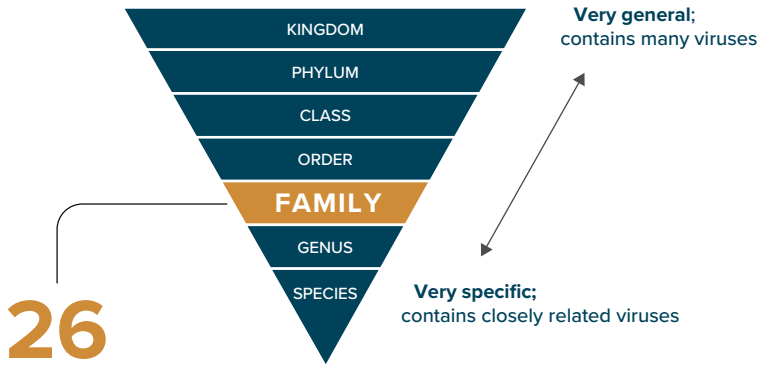 KINGDOM
Very general;
contains many viruses
PHYLUM
CLASS
ORDER
FAMILY
GENUS
SPECIES
Very specific;
contains closely related viruses
26